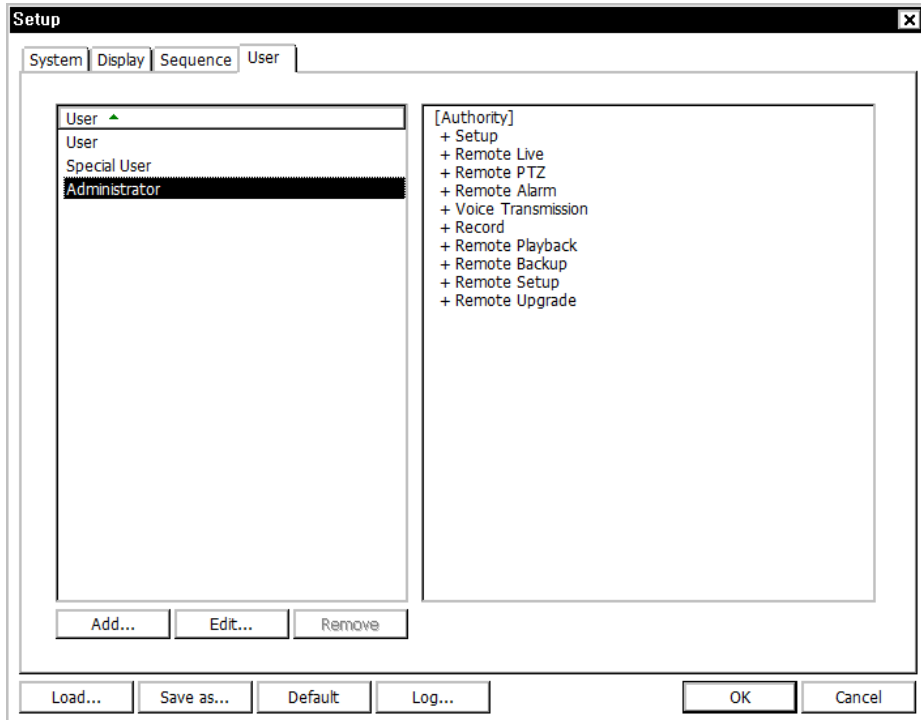 Setup
System Display Sequence User
User
User
Special User
Administrator
[Authority]
+ Setup
+ Remote Live
+ Remote PTZ
+ Remote Alarm
+ Voice Transmission
+ Record
+ Remote Playback
+ Remote Backup
+ Remote Setup
+ Remote Upgrade
Add... Edit... Remove
Load... Save as... Default Log... OK Cancel